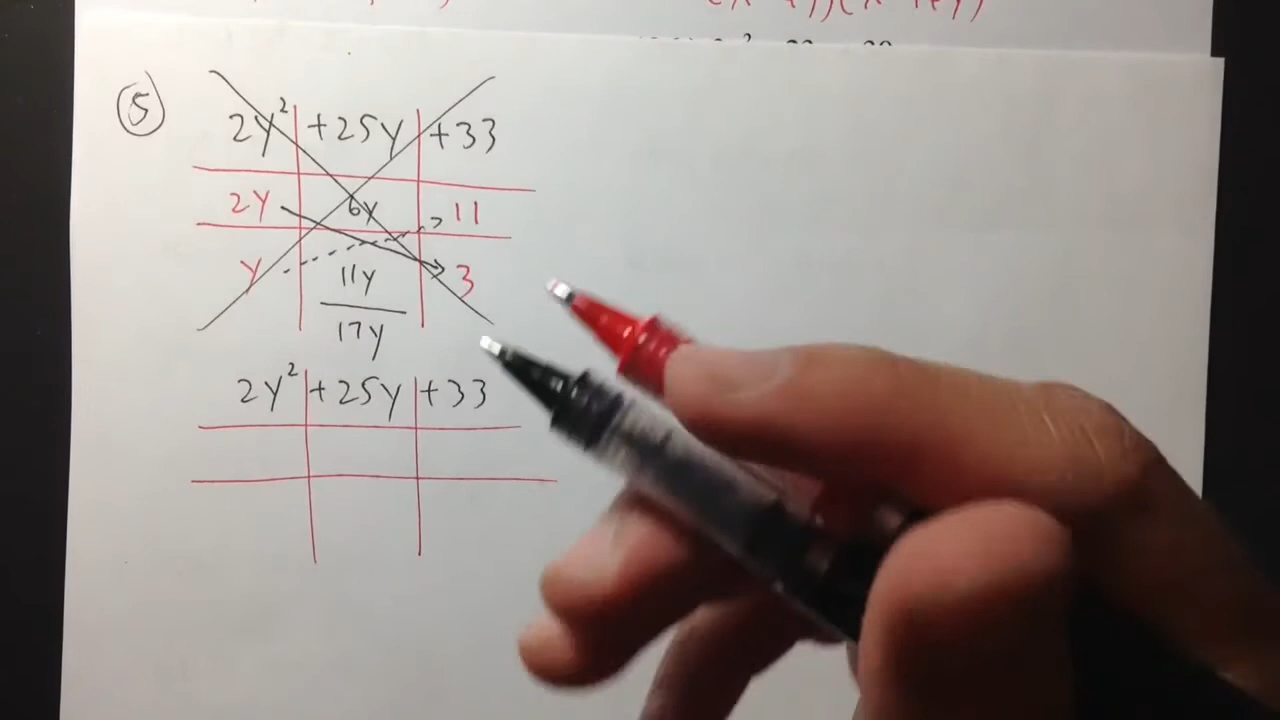 ⑤ 2y² +25y +33
2y 6y 11
y 11y 3
17y
2y² +25y +33